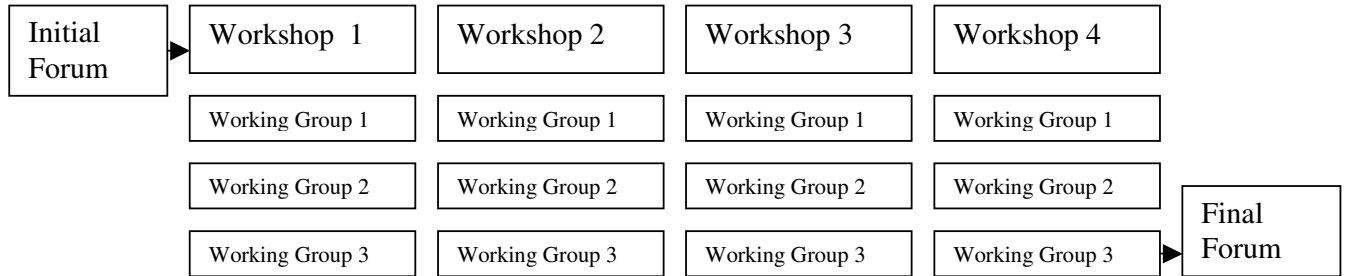 Initial
Forum
Workshop 1
Workshop 2
Workshop 3
Workshop 4
Working Group 1
Working Group 1
Working Group 1
Working Group 1
Working Group 2
Working Group 2
Working Group 2
Working Group 2
Working Group 3
Working Group 3
Working Group 3
Working Group 3
Final
Forum